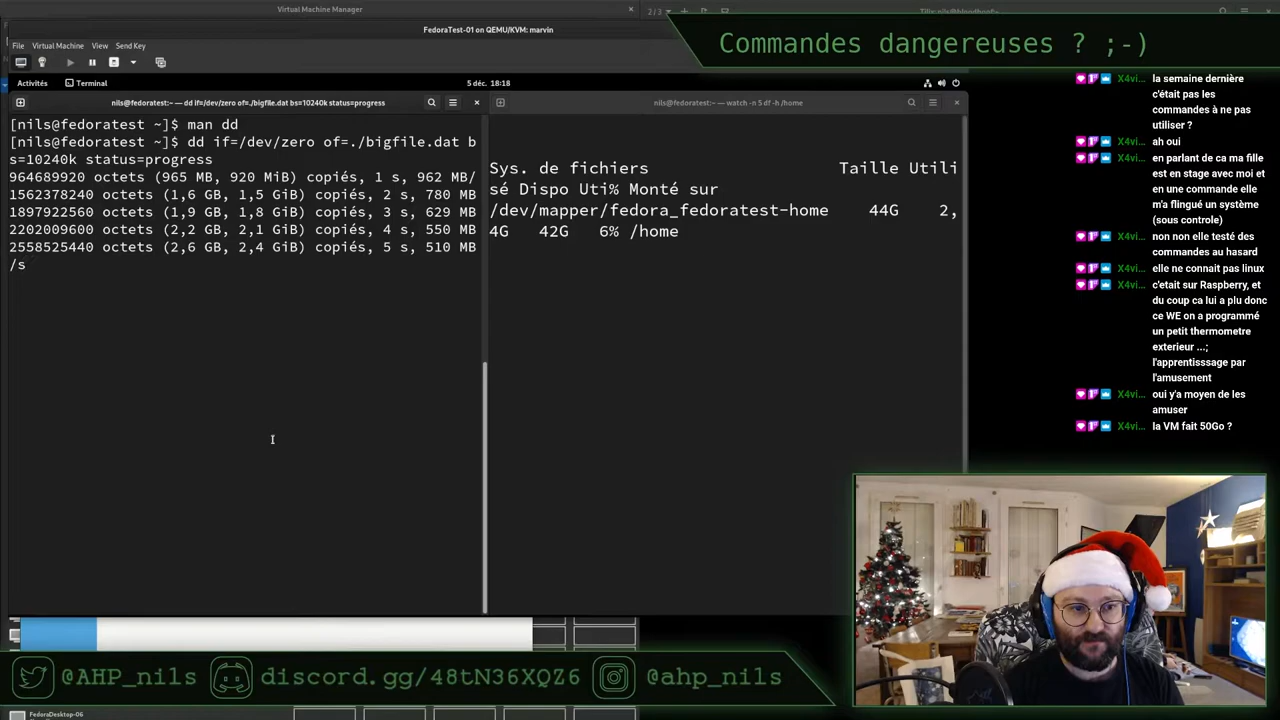 Virtual Machine Manager
2/3
FedoraTest-01 on QEMU/KVM: marvin
File Virtual Machine View Send Key
Commandes dangereuses ? ;-)
Activités Terminal 5 déc. 18:18
nils@fedoratest:~ — dd if=/dev/zero of=./bigfile.dat bs=10240k status=progress
[nils@fedoratest ~]$ man dd
[nils@fedoratest ~]$ dd if=/dev/zero of=./bigfile.dat b
s=10240k status=progress
964689920 octets (965 MB, 920 MiB) copiés, 1 s, 962 MB/
1562378240 octets (1,6 GB, 1,5 GiB) copiés, 2 s, 780 MB
1897922560 octets (1,9 GB, 1,8 GiB) copiés, 3 s, 629 MB
2202009600 octets (2,2 GB, 2,1 GiB) copiés, 4 s, 550 MB
2558525440 octets (2,6 GB, 2,4 GiB) copiés, 5 s, 510 MB
/s
nils@fedoratest:~ — watch -n 5 df -h /home
Sys. de fichiers Taille Utili
sé Dispo Uti% Monté sur
/dev/mapper/fedora_fedoratest-home 44G 2,
4G 42G 6% /home
X4vi... la semaine dernière
c'était pas les
commandes à ne pas
utiliser ?
X4vi... ah oui
X4vi... en parlant de ca ma fille
est en stage avec moi et
en une commande elle
m'a flingué un système
(sous controle)
X4vi... non non elle testé des
commandes au hasard
X4vi... elle ne connait pas linux
X4vi... c'etait sur Raspberry, et
du coup ca lui a plu donc
ce WE on a programmé
un petit thermometre
exterieur ...;
l'apprentisssage par
l'amusement
X4vi... oui y'a moyen de les
amuser
X4vi... la VM fait 50Go ?
@AHP_nils discord.gg/48tN36XQZ6 @ahp_nils
FedoraDesktop-06